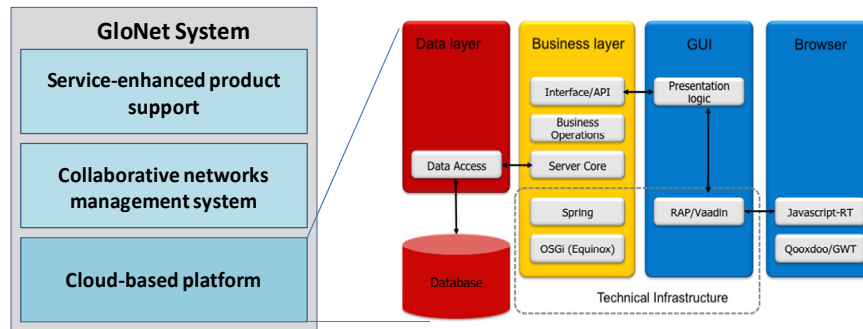 GloNet System
Service-enhanced product
support
Collaborative networks
management system
Cloud-based platform
Data layer
Data Access
Database
Business layer
Interface/API
Business
Operations
Server Core
Spring
OSGi (Equinox)
GUI
Presentation
logic
RAP/Vaadin
Browser
Javascript-RT
Qooxdoo/GWT
Technical Infrastructure